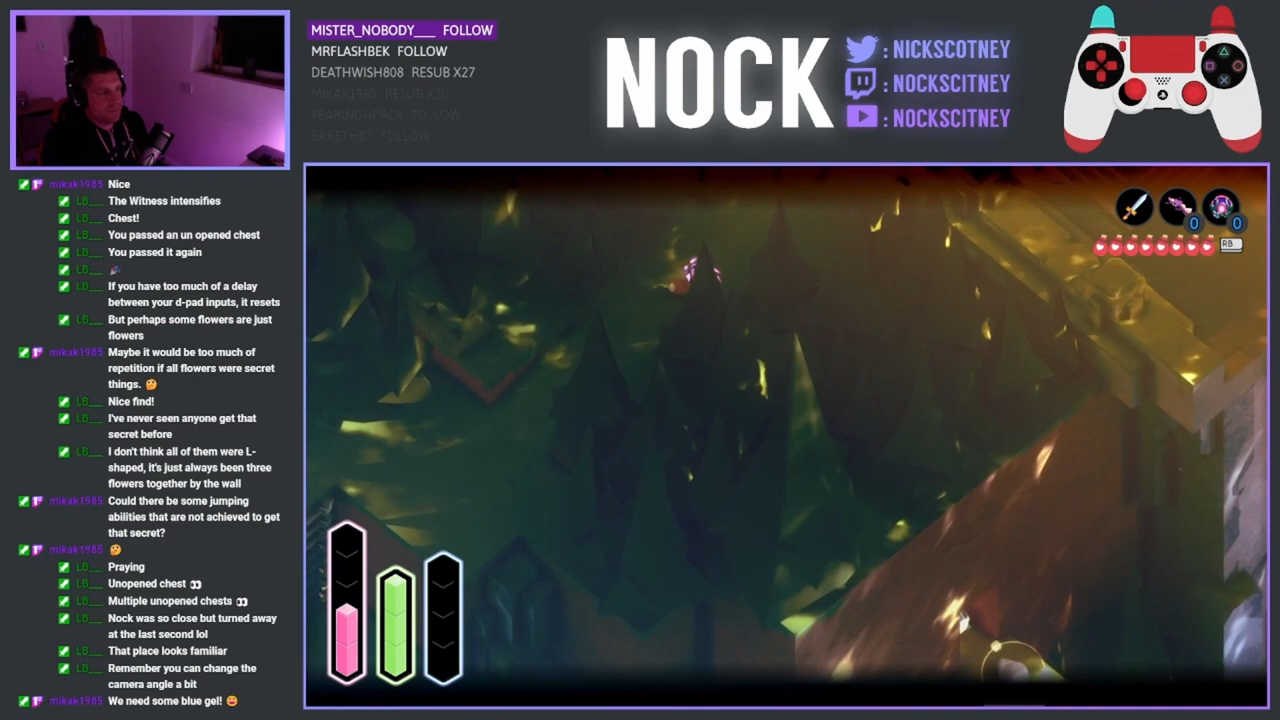 MISTER_NOBODY___ FOLLOW
MRFLASHBEK FOLLOW
DEATHWISH808 RESUB X27
MIKAK1985 RESUB X26
FEARINGHPACK FOLLOW
BARETH87 FOLLOW
NOCK
: NICKSCOTNEY
: NOCKSCITNEY
: NOCKSCITNEY
mikak1985 Nice
LB___ The Witness intensifies
LB___ Chest!
LB___ You passed an un opened chest
LB___ You passed it again
LB___ 🎉
LB___ If you have too much of a delay
between your d-pad inputs, it resets
LB___ But perhaps some flowers are just
flowers
mikak1985 Maybe it would be too much of
repetition if all flowers were secret
things. 🤔
LB___ Nice find!
LB___ I've never seen anyone get that
secret before
LB___ I don't think all of them were L-
shaped, it's just always been three
flowers together by the wall
mikak1985 Could there be some jumping
abilities that are not achieved to get
that secret?
mikak1985 🤔
LB___ Praying
LB___ Unopened chest 👀
LB___ Multiple unopened chests 👀
LB___ Nock was so close but turned away
at the last second lol
LB___ That place looks familiar
LB___ Remember you can change the
camera angle a bit
mikak1985 We need some blue gel! 😄
0 0
RB